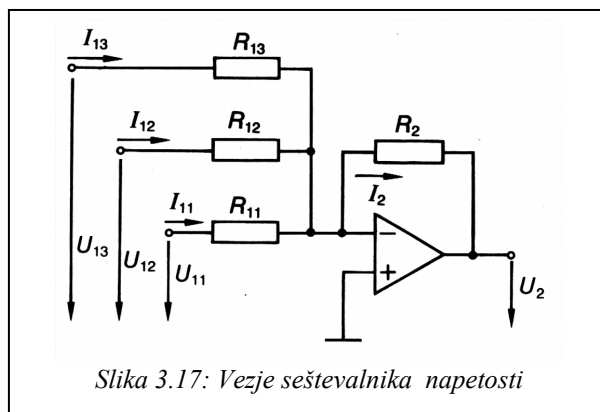 I13 R13
I12 R12 R2
I11 R11 I2
U13 U12 U11 − + U2
Slika 3.17: Vezje seštevalnika napetosti